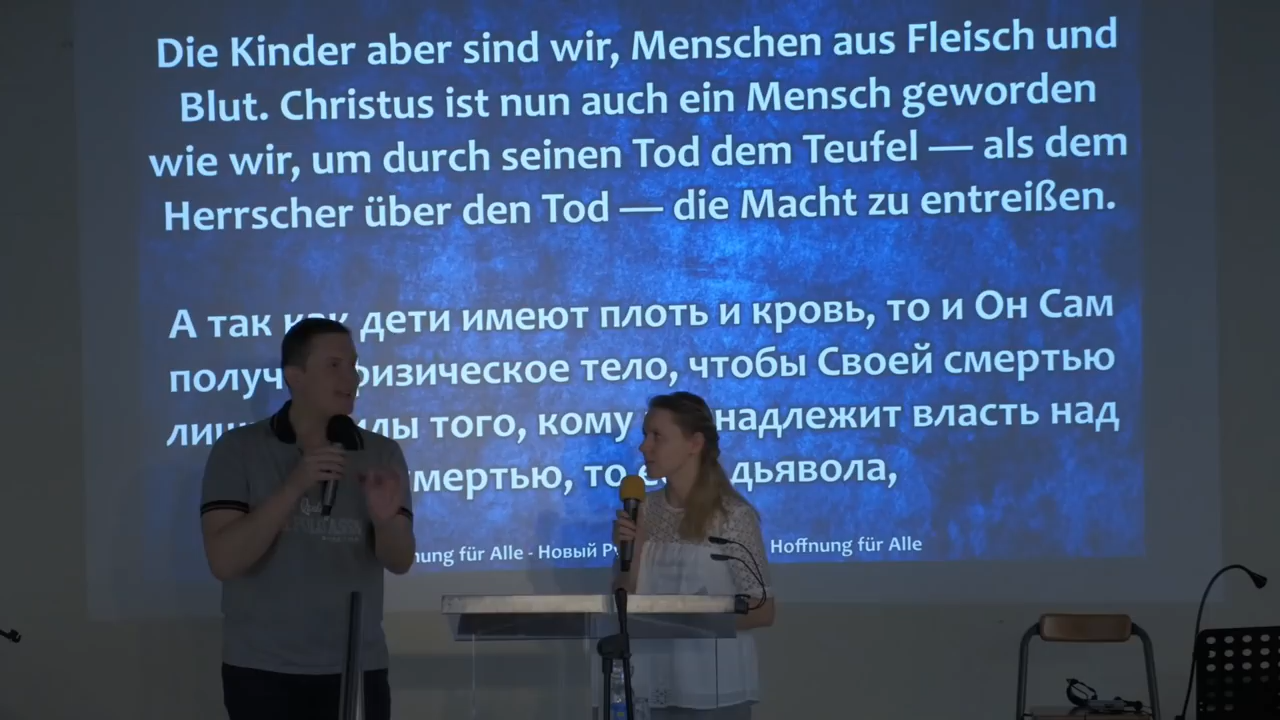 Die Kinder aber sind wir, Menschen aus Fleisch und
Blut. Christus ist nun auch ein Mensch geworden
wie wir, um durch seinen Tod dem Teufel — als dem
Herrscher über den Tod — die Macht zu entreißen.
А так как дети имеют плоть и кровь, то и Он Сам
физическое тело, чтобы Своей смертью
того, кому власть над
смертью, то дьявола,
für Alle - Новый Hoffnung für Alle